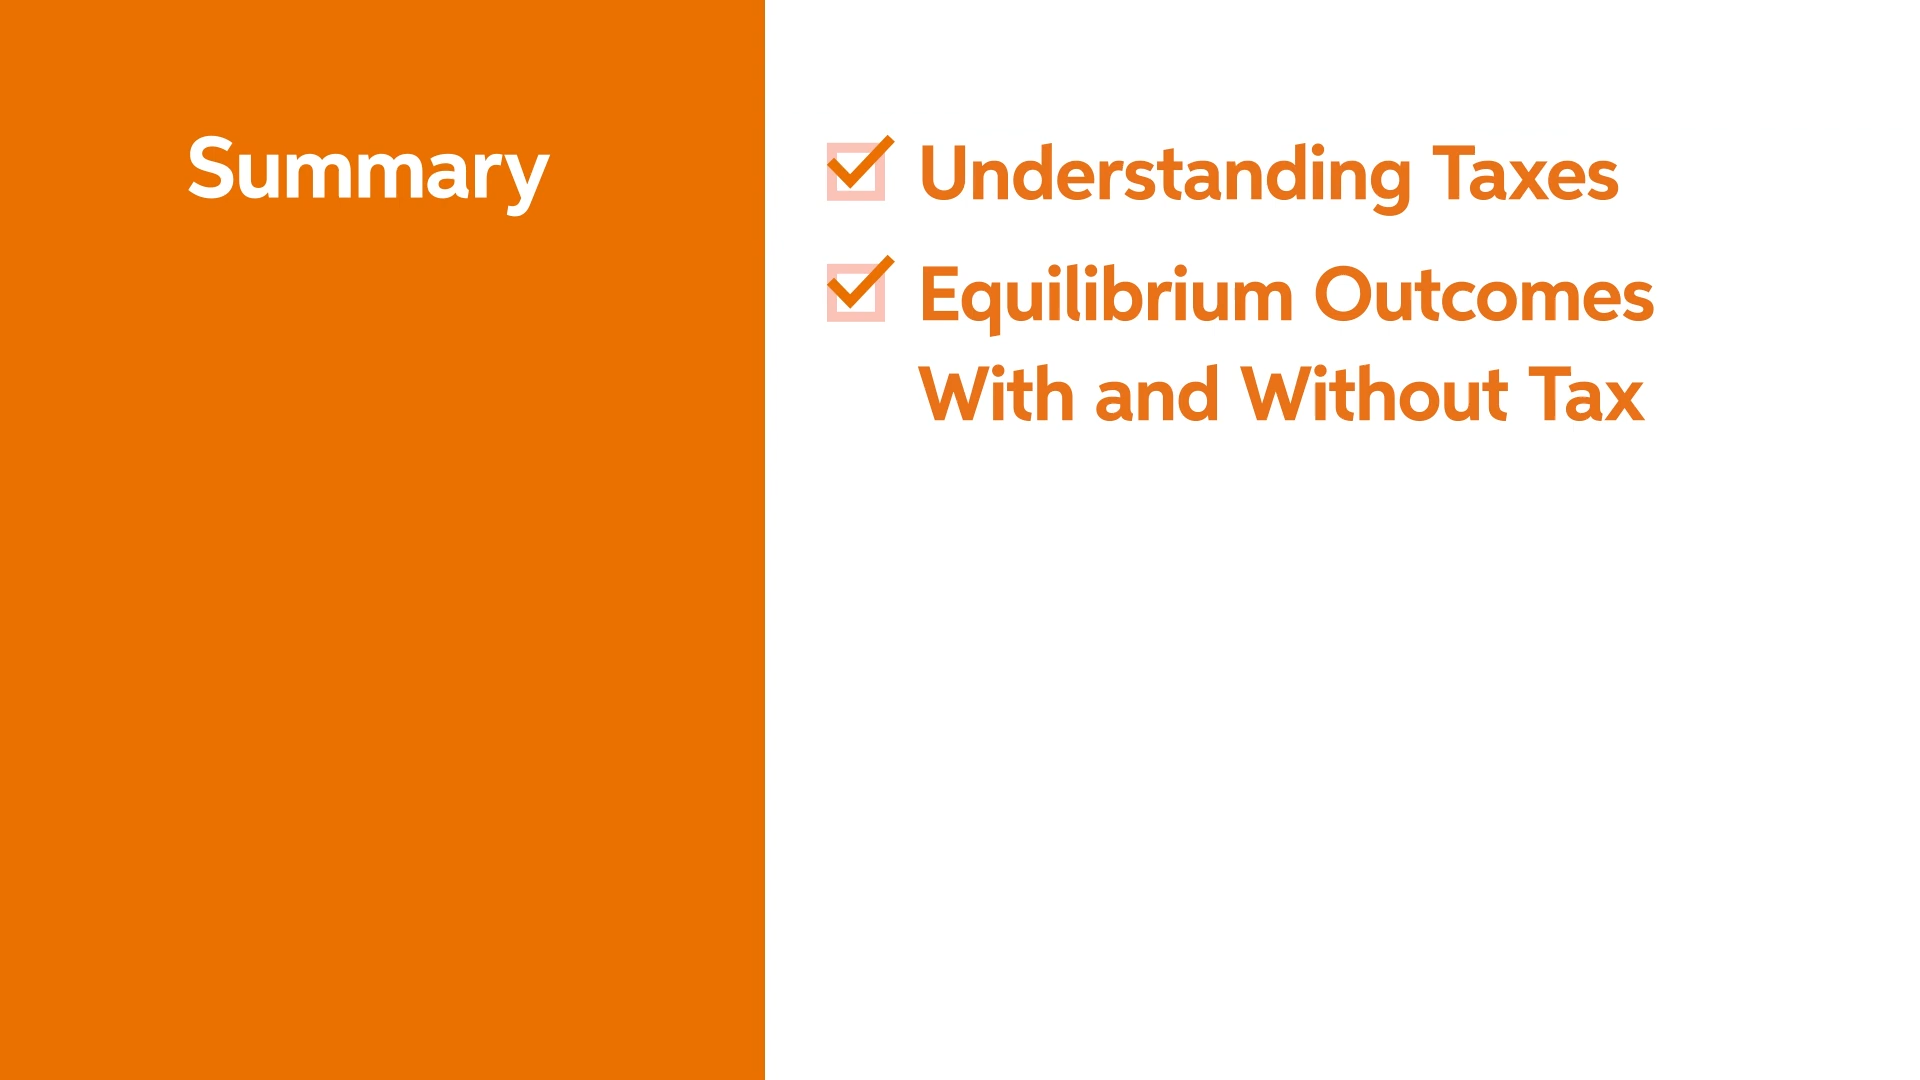 Summary
Understanding Taxes
Equilibrium Outcomes
With and Without Tax